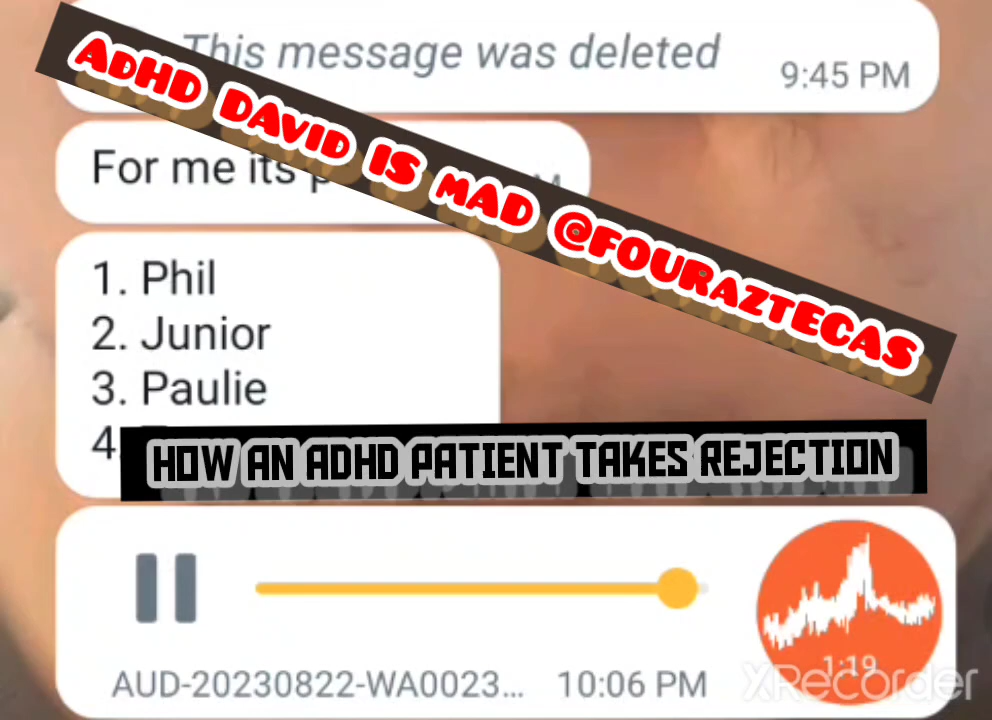 This message was deleted
9:45 PM
ADHD DAVID IS MAD @FOURAZTECAS
For me its
1. Phil
2. Junior
3. Paulie
4.
HOW AN ADHD PATIENT TAKES REJECTION
1:19
AUD-20230822-WA0023... 10:06 PM
XRecorder